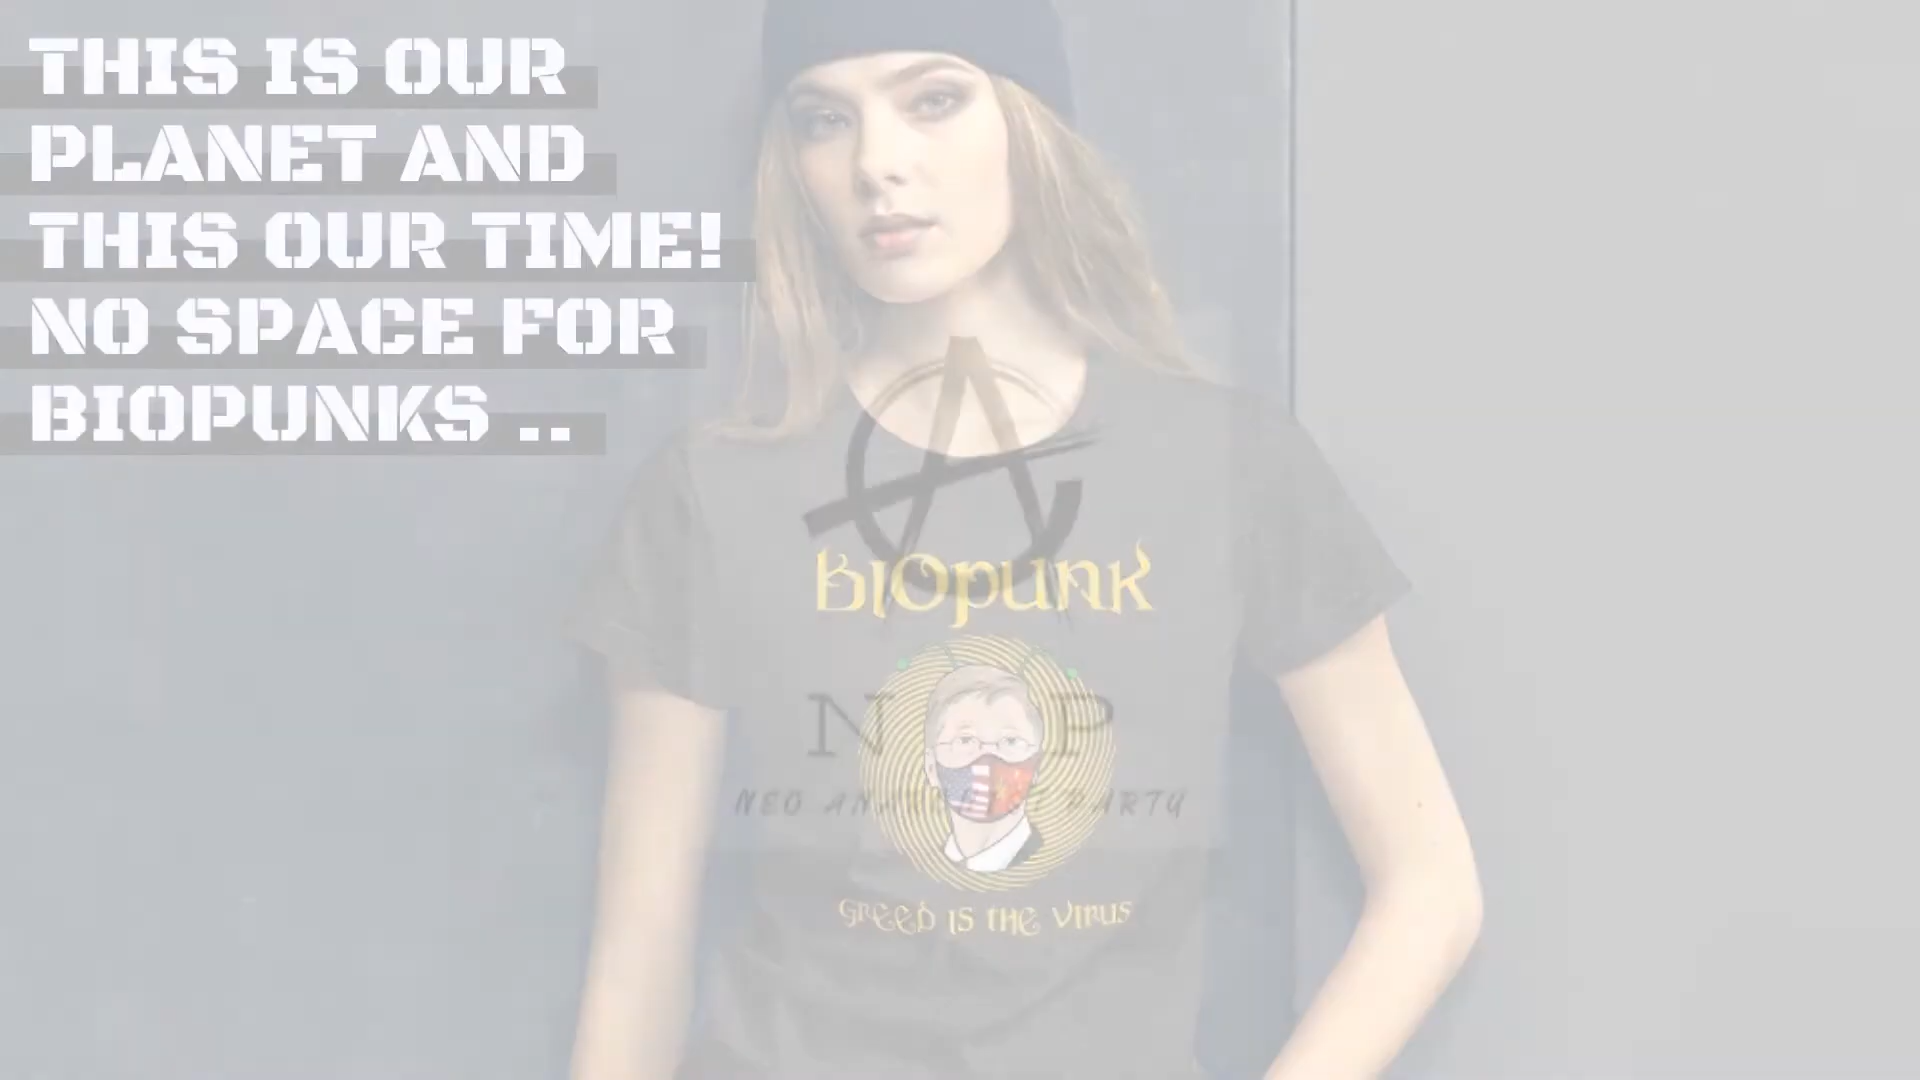 THIS IS OUR
PLANET AND
THIS OUR TIME!
NO SPACE FOR
BIOPUNKS ..
BIOPUNK
N P
NEO ANARCHIST PARTY
GREED IS THE VIRUS